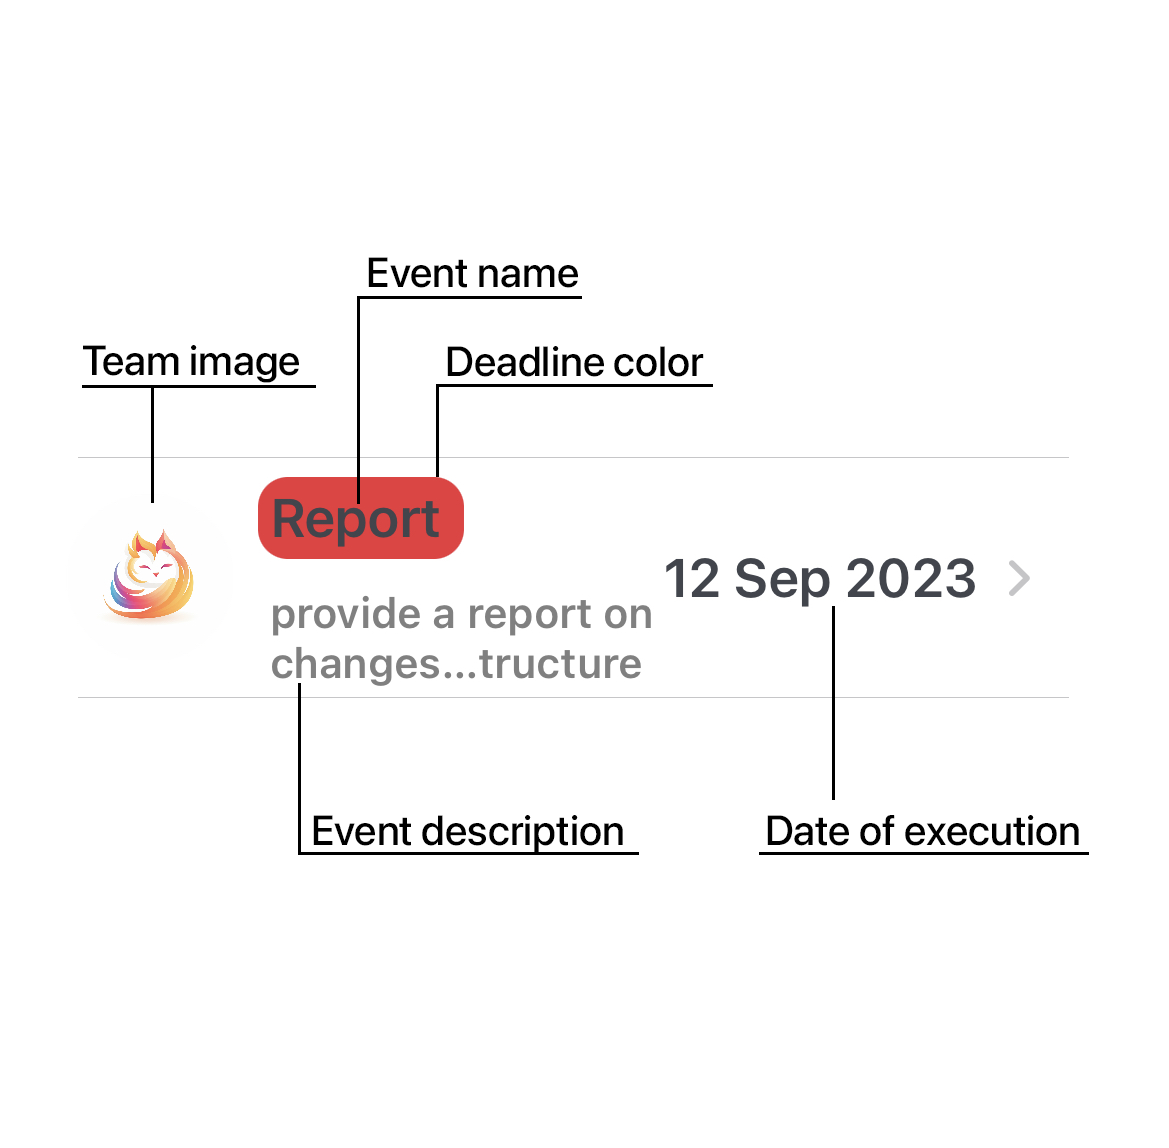 Event name
Team image
Deadline color
Report
12 Sep 2023
provide a report on
changes...tructure
Event description
Date of execution